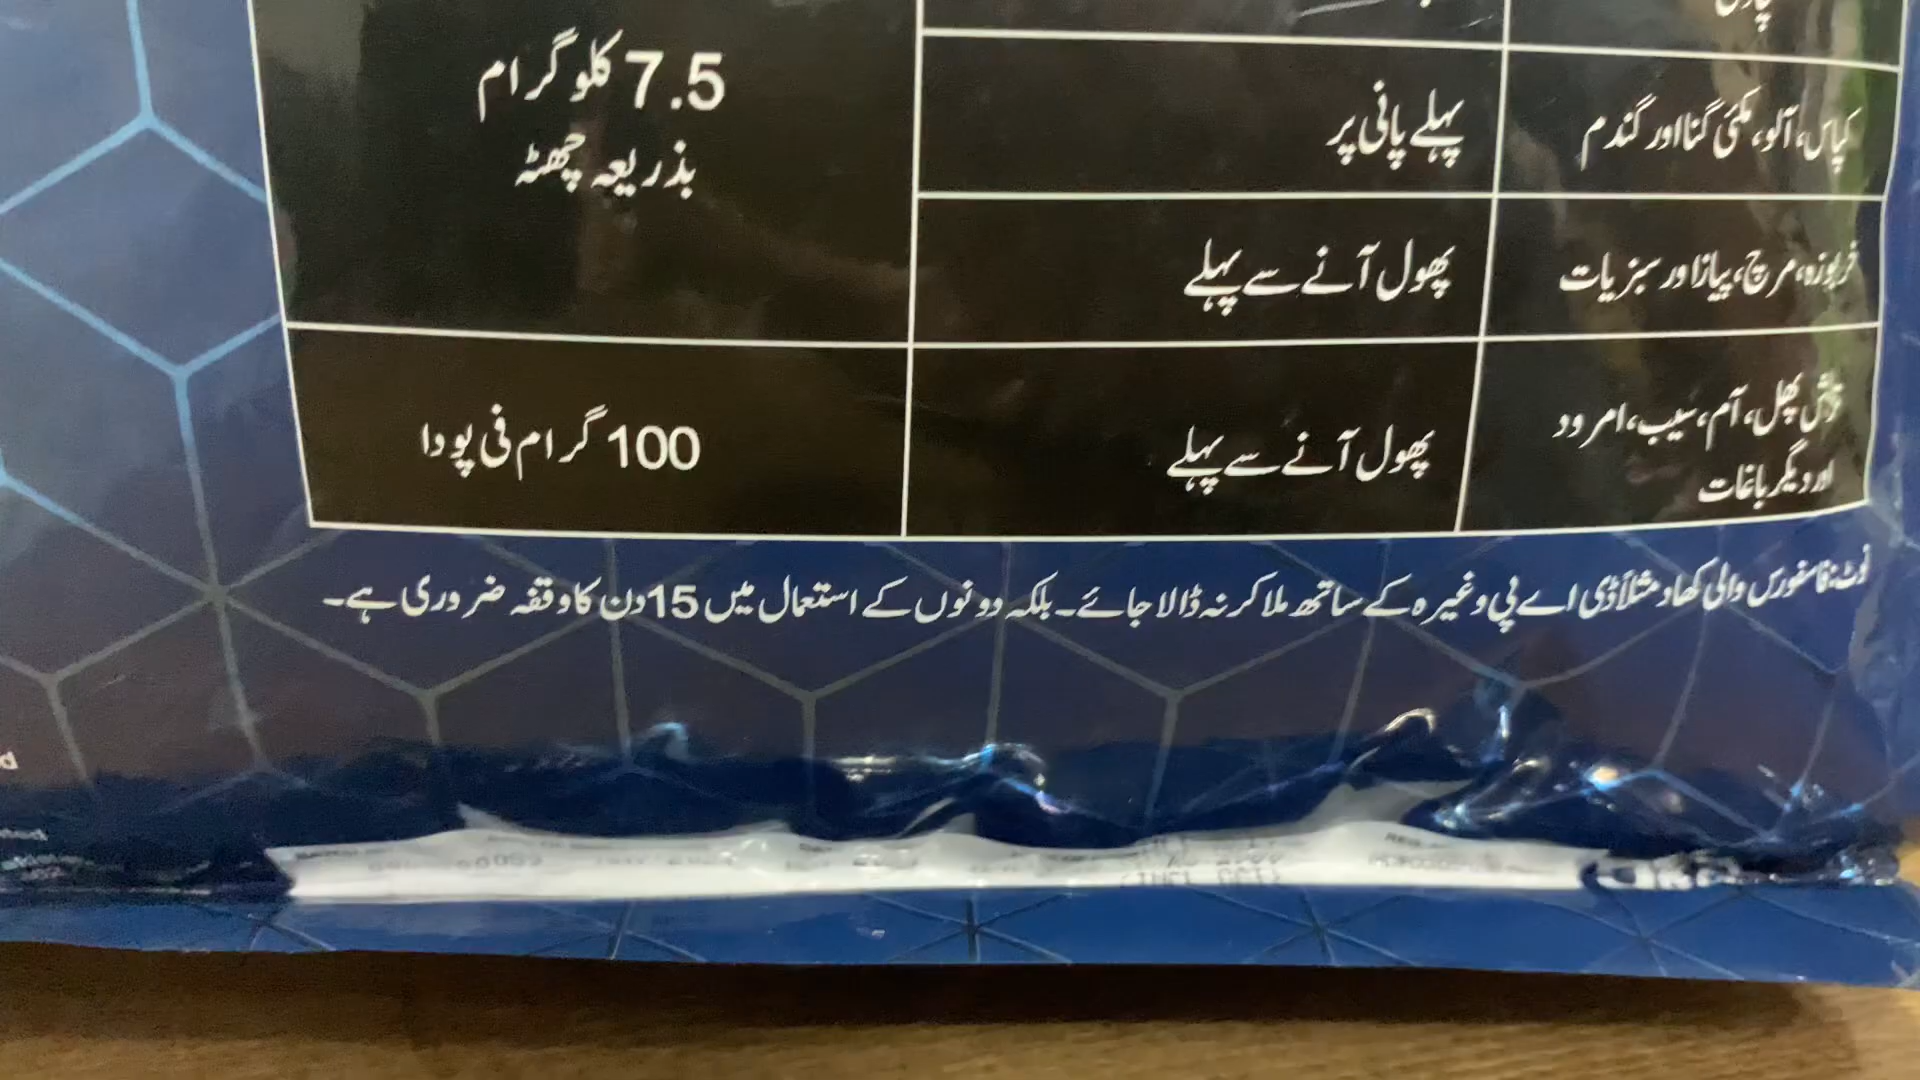 کپاس، آلو، مکئی گنا اور گندم
پہلے پانی پر
7.5 کلو گرام
بذریعہ چھٹہ
خربوزہ، مرچ، پیاز اور سبزیات
پھول آنے سے پہلے
ترش پھل، آم، سیب، امرود
اور دیگر باغات
پھول آنے سے پہلے
100 گرام فی پودا
نوٹ: فاسفورس والی کھاد مثلاً ڈی اے پی وغیرہ کے ساتھ ملا کر نہ ڈالا جائے۔ بلکہ دونوں کے استعمال میں 15 دن کا وقفہ ضروری ہے۔